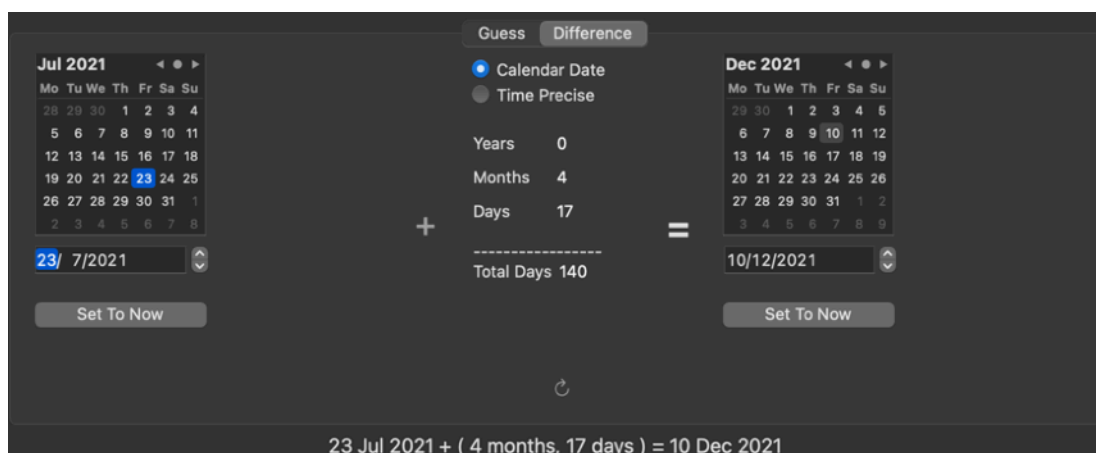 Guess Difference
Jul 2021
Mo Tu We Th Fr Sa Su
28 29 30 1 2 3 4
5 6 7 8 9 10 11
12 13 14 15 16 17 18
19 20 21 22 23 24 25
26 27 28 29 30 31 1
2 3 4 5 6 7 8
23/ 7/2021
Set To Now
Calendar Date
Time Precise
Years 0
Months 4
Days 17
+
------------------
Total Days 140
=
Dec 2021
Mo Tu We Th Fr Sa Su
29 30 1 2 3 4 5
6 7 8 9 10 11 12
13 14 15 16 17 18 19
20 21 22 23 24 25 26
27 28 29 30 31 1 2
3 4 5 6 7 8 9
10/12/2021
Set To Now
23 Jul 2021 + ( 4 months, 17 days ) = 10 Dec 2021